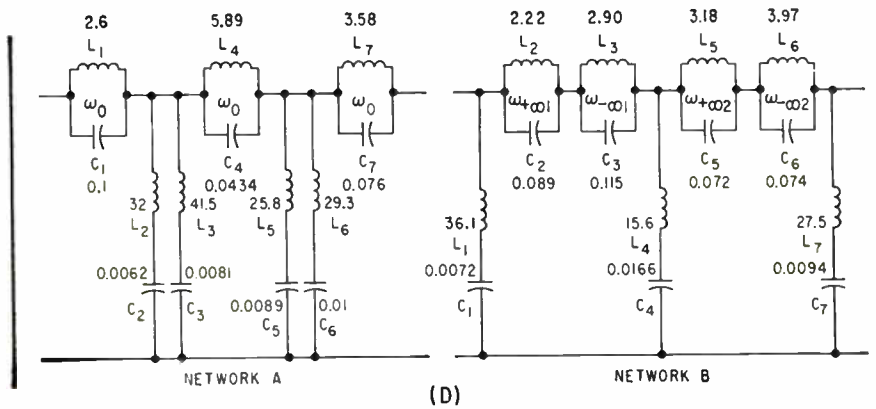 2.6
L1
ω0
C1
0.1
5.89
L4
ω0
C4
0.0434
3.58
L7
ω0
C7
0.076
32
L2
41.5
L3
25.8
L5
29.3
L6
0.0062
C2
0.0081
C3
0.0089
C5
0.01
C6
NETWORK A
2.22
L2
ω+∞1
C2
0.089
2.90
L3
ω-∞1
C3
0.115
3.18
L5
ω+∞2
C5
0.072
3.97
L6
ω-∞2
C6
0.074
36.1
L1
0.0072
C1
15.6
L4
0.0166
C4
27.5
L7
0.0094
C7
NETWORK B
(D)